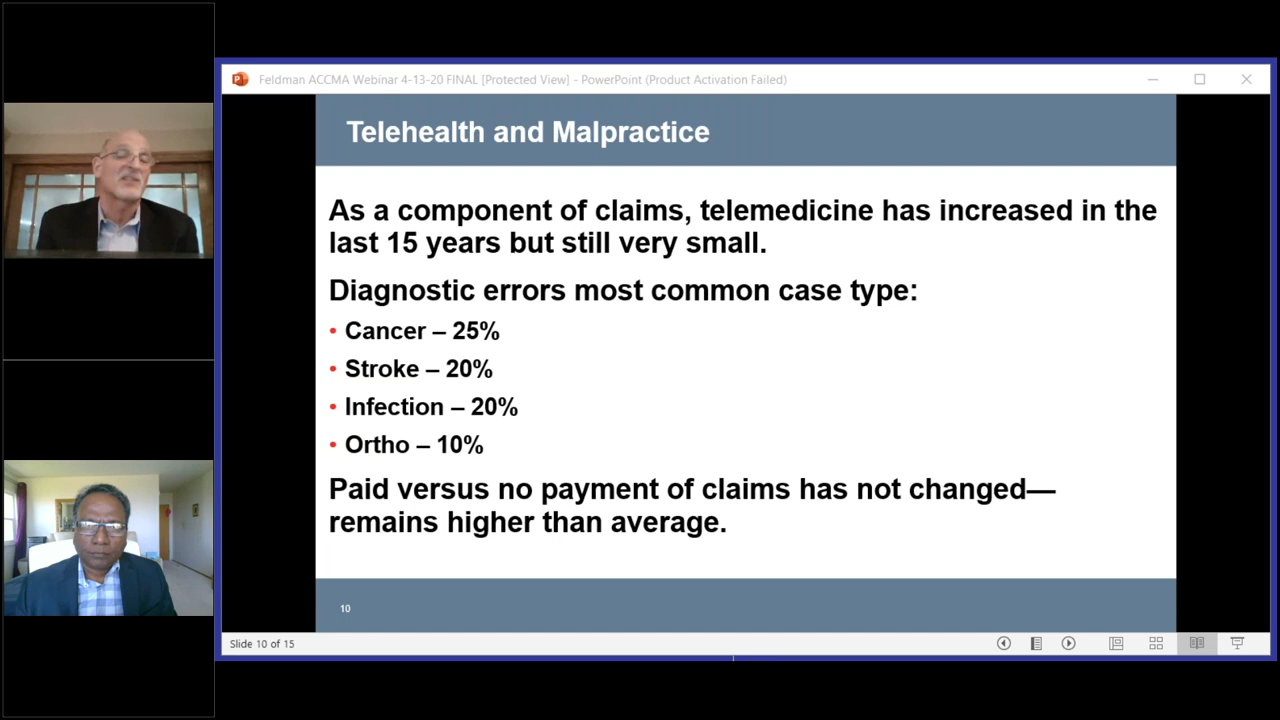 Feldman ACCMA Webinar 4-13-20 FINAL [Protected View] - PowerPoint (Product Activation Failed)
Telehealth and Malpractice
As a component of claims, telemedicine has increased in the
last 15 years but still very small.
Diagnostic errors most common case type:
• Cancer – 25%
• Stroke – 20%
• Infection – 20%
• Ortho – 10%
Paid versus no payment of claims has not changed—
remains higher than average.
10
Slide 10 of 15